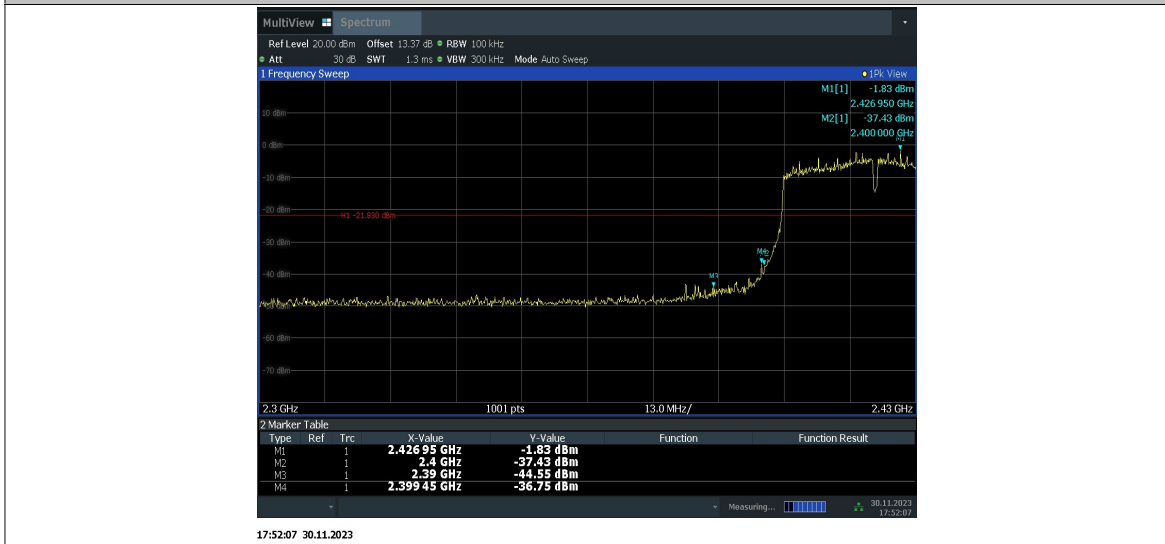 MultiView Spectrum
Ref Level 20.00 dBm Offset 13.37 dB RBW 100 kHz
Att 30 dB SWT 1.3 ms VBW 300 kHz Mode Auto Sweep
1 Frequency Sweep 1Pk View
M1[1] -1.83 dBm
2.426 950 GHz
M2[1] -37.43 dBm
2.400 000 GHz
M1
10 dBm
0 dBm
-10 dBm
-20 dBm
H1 -21.830 dBm
-30 dBm
M4
-40 dBm
M3
-50 dBm
-60 dBm
-70 dBm
2.3 GHz 1001 pts 13.0 MHz/ 2.43 GHz
2 Marker Table
Type Ref Trc X-Value Y-Value Function Function Result
M1 1 2.426 95 GHz -1.83 dBm
M2 1 2.4 GHz -37.43 dBm
M3 1 2.39 GHz -44.55 dBm
M4 1 2.399 45 GHz -36.75 dBm
Measuring... 30.11.2023
17:52:07
17:52:07 30.11.2023